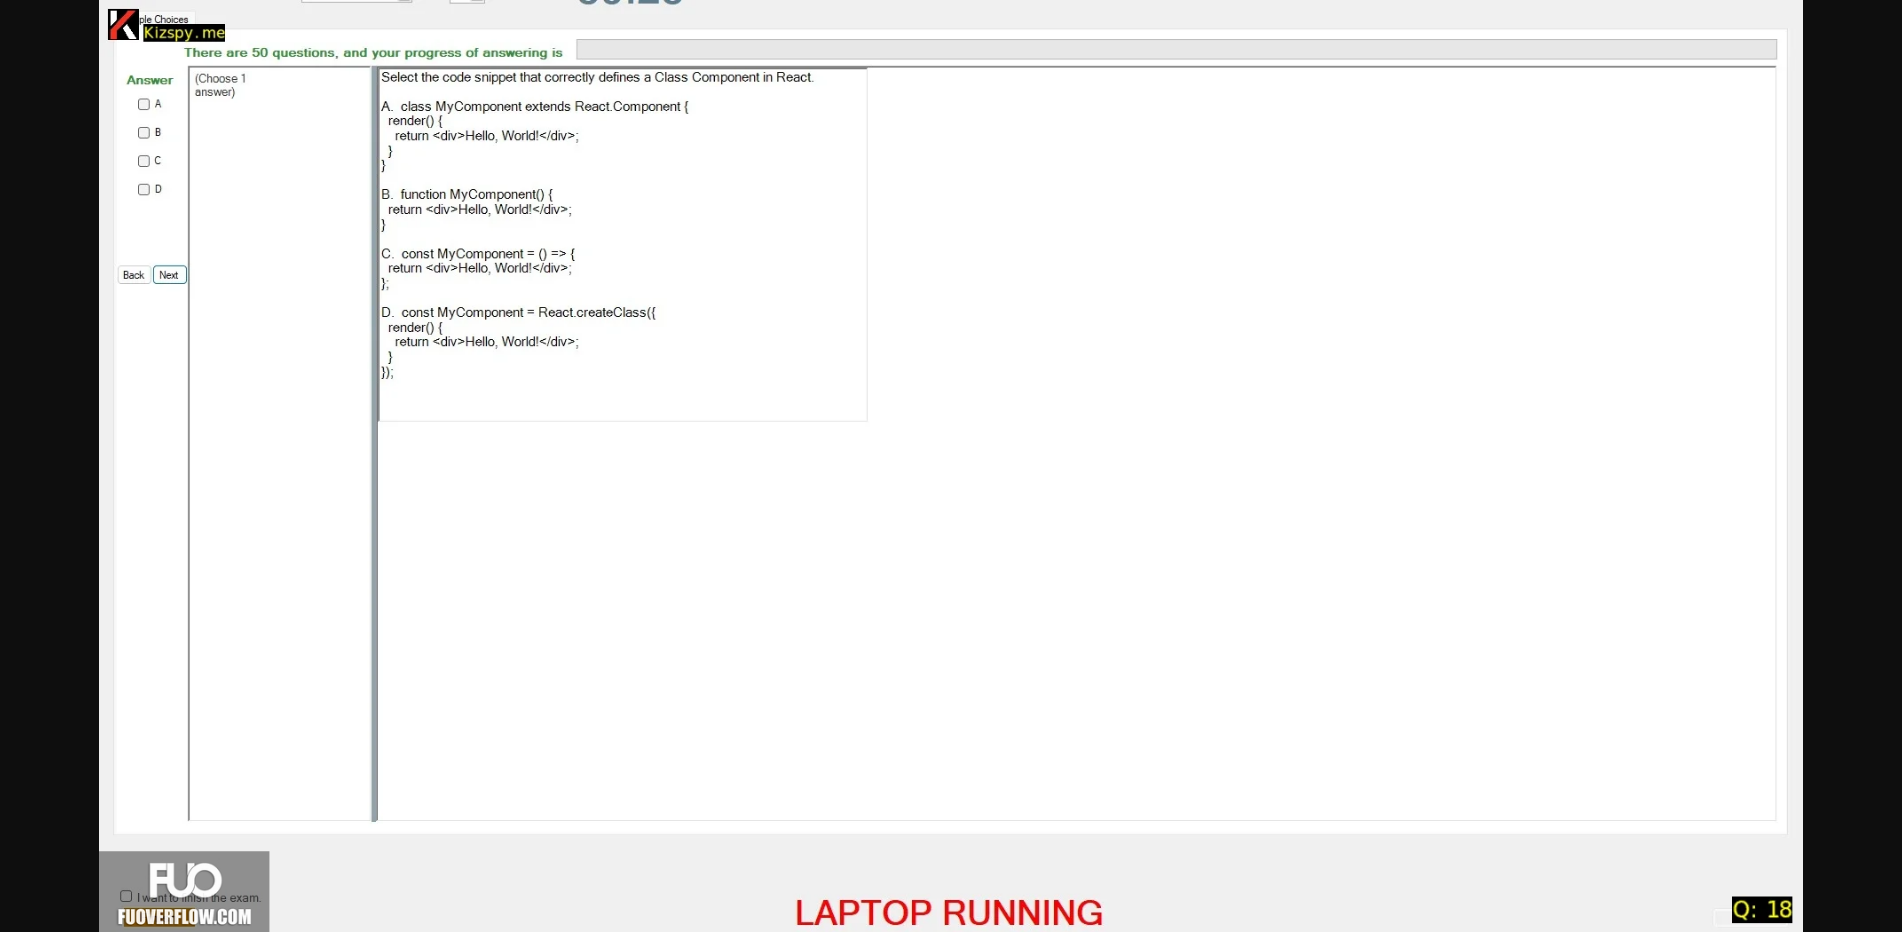 ple Choices
Kizspy.me
There are 50 questions, and your progress of answering is
Answer
(Choose 1
answer)
A
B
C
D
Back
Next
Select the code snippet that correctly defines a Class Component in React.
A.  class MyComponent extends React.Component {
render() {
return <div>Hello, World!</div>;
}
}
B.  function MyComponent() {
return <div>Hello, World!</div>;
}
C.  const MyComponent = () => {
return <div>Hello, World!</div>;
};
D.  const MyComponent = React.createClass({
render() {
return <div>Hello, World!</div>;
}
});
FUO
I want to finish the exam.
FUOVERFLOW.COM
LAPTOP RUNNING
Q: 18